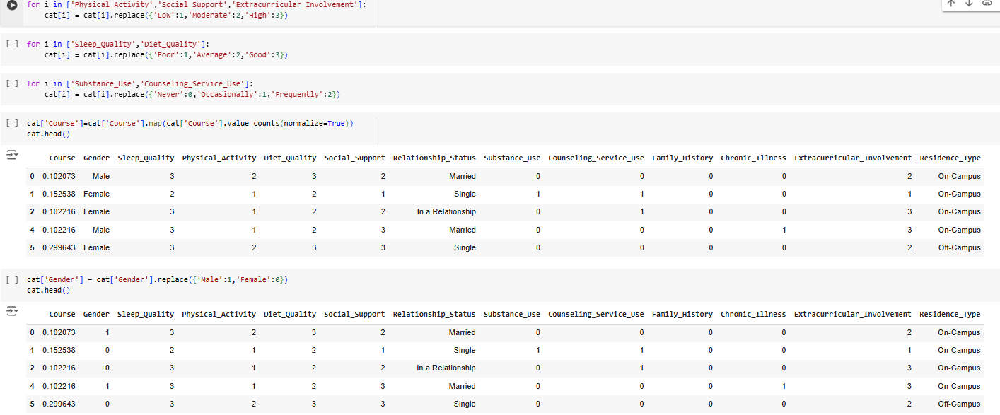 for i in ['Physical_Activity','Social_Support','Extracurricular_Involvement']:
cat[i] = cat[i].replace({'Low':1,'Moderate':2,'High':3})
[ ] for i in ['Sleep_Quality','Diet_Quality']:
cat[i] = cat[i].replace({'Poor':1,'Average':2,'Good':3})
[ ] for i in ['Substance_Use','Counseling_Service_Use']:
cat[i] = cat[i].replace({'Never':0,'Occasionally':1,'Frequently':2})
[ ] cat['Course']=cat['Course'].map(cat['Course'].value_counts(normalize=True))
cat.head()
Course Gender Sleep_Quality Physical_Activity Diet_Quality Social_Support Relationship_Status Substance_Use Counseling_Service_Use Family_History Chronic_Illness Extracurricular_Involvement Residence_Type
0 0.102073 Male 3 2 3 2 Married 0 0 0 0 2 On-Campus
1 0.152538 Female 2 1 2 1 Single 1 1 0 0 1 On-Campus
2 0.102216 Female 3 1 2 2 In a Relationship 0 1 0 0 3 On-Campus
4 0.102216 Male 3 1 2 3 Married 0 0 0 1 3 On-Campus
5 0.299643 Female 3 2 3 3 Single 0 0 0 0 2 Off-Campus
[ ] cat['Gender'] = cat['Gender'].replace({'Male':1,'Female':0})
cat.head()
Course Gender Sleep_Quality Physical_Activity Diet_Quality Social_Support Relationship_Status Substance_Use Counseling_Service_Use Family_History Chronic_Illness Extracurricular_Involvement Residence_Type
0 0.102073 1 3 2 3 2 Married 0 0 0 0 2 On-Campus
1 0.152538 0 2 1 2 1 Single 1 1 0 0 1 On-Campus
2 0.102216 0 3 1 2 2 In a Relationship 0 1 0 0 3 On-Campus
4 0.102216 1 3 1 2 3 Married 0 0 0 1 3 On-Campus
5 0.299643 0 3 2 3 3 Single 0 0 0 0 2 Off-Campus